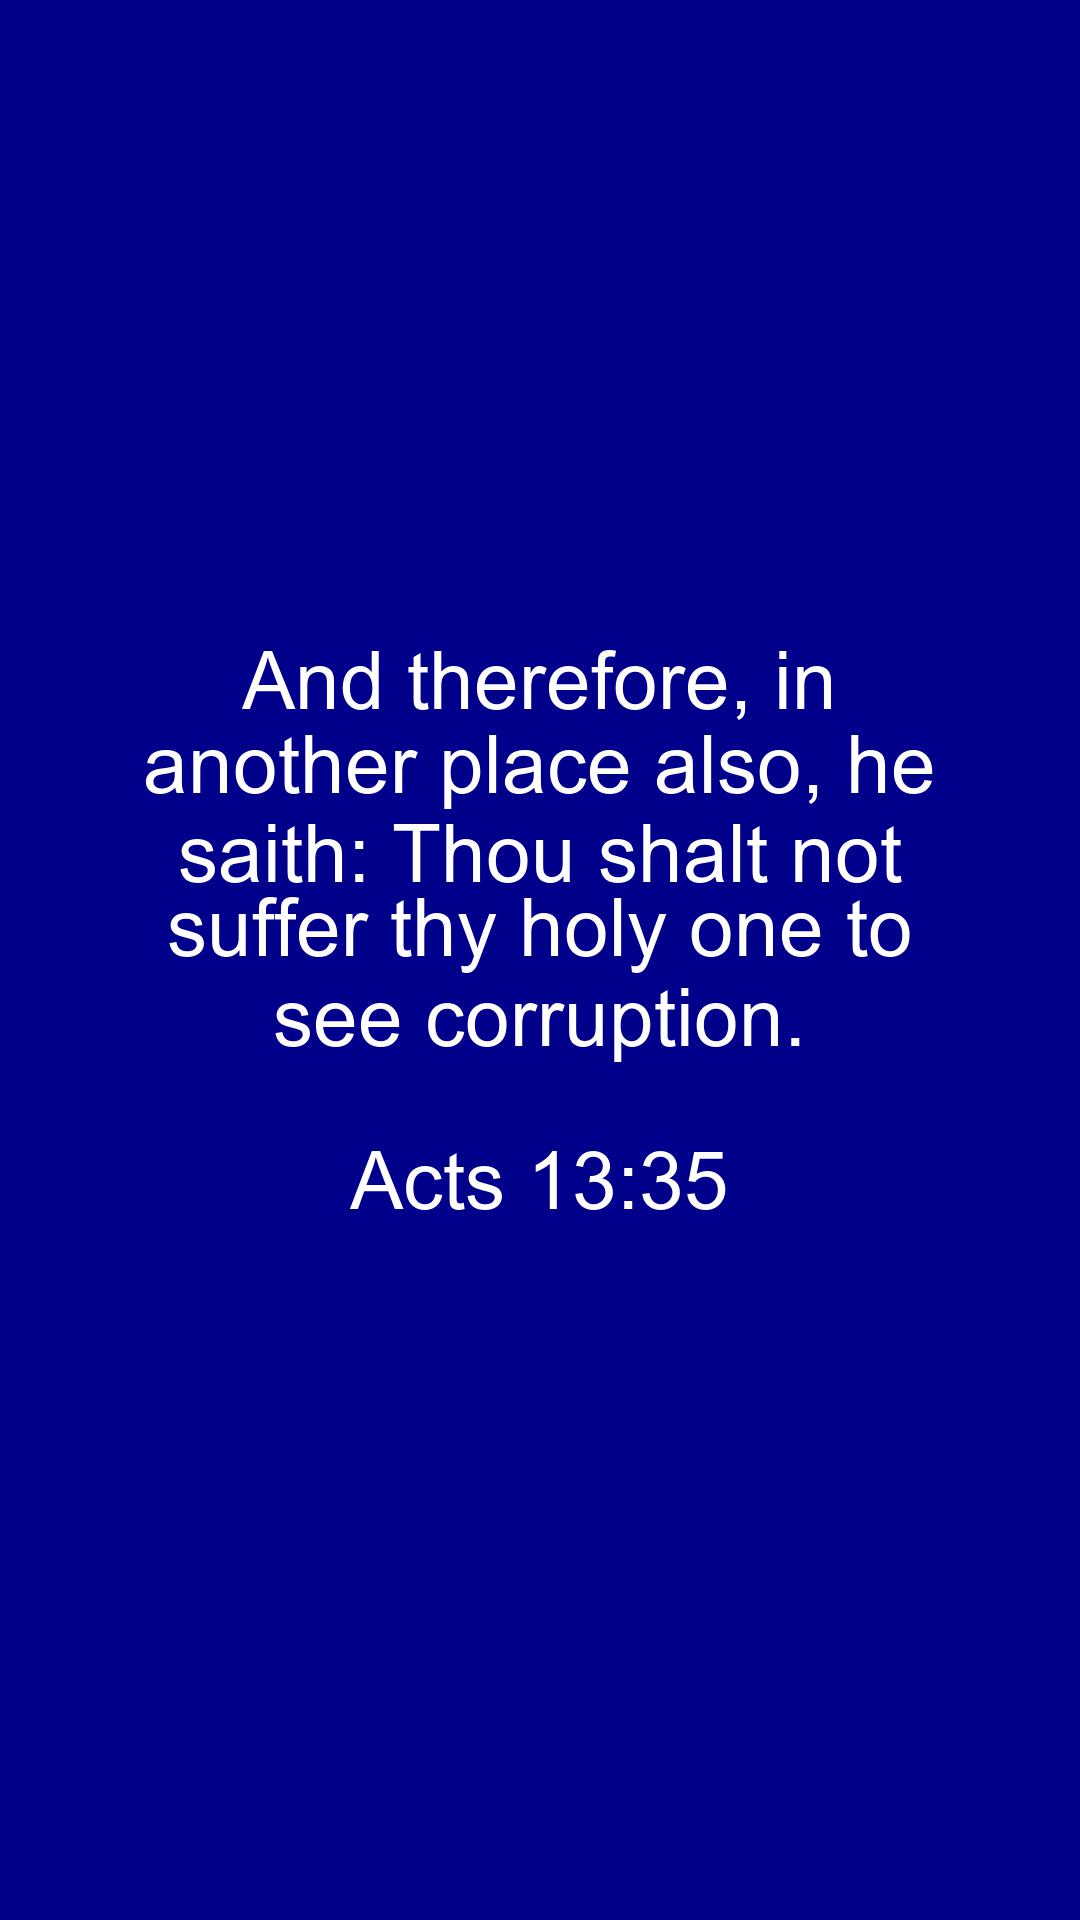 And therefore, in
another place also, he
saith: Thou shalt not
suffer thy holy one to
see corruption.
Acts 13:35